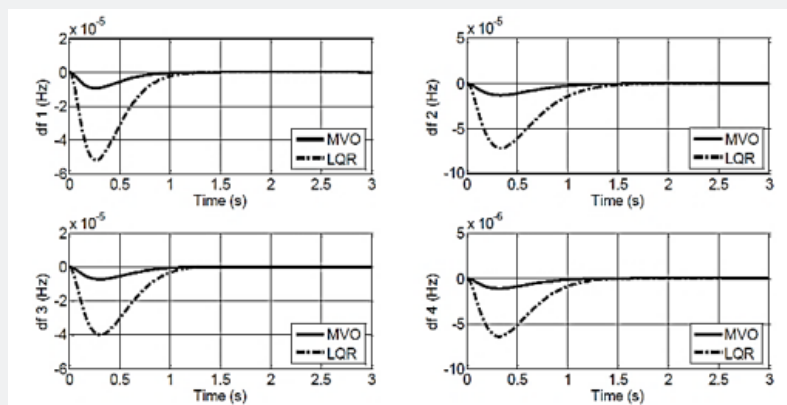 x 10-5
2
0
-2
-4
-6
df 1 (Hz)
MVO
LQR
0 0.5 1 1.5 2 2.5 3
Time (s)
x 10-5
5
0
-5
-10
df 2 (Hz)
MVO
LQR
0 0.5 1 1.5 2 2.5 3
Time (s)
x 10-5
2
0
-2
-4
-6
df 3 (Hz)
MVO
LQR
0 0.5 1 1.5 2 2.5 3
Time (s)
x 10-6
5
0
-5
-10
df 4 (Hz)
MVO
LQR
0 0.5 1 1.5 2 2.5 3
Time (s)